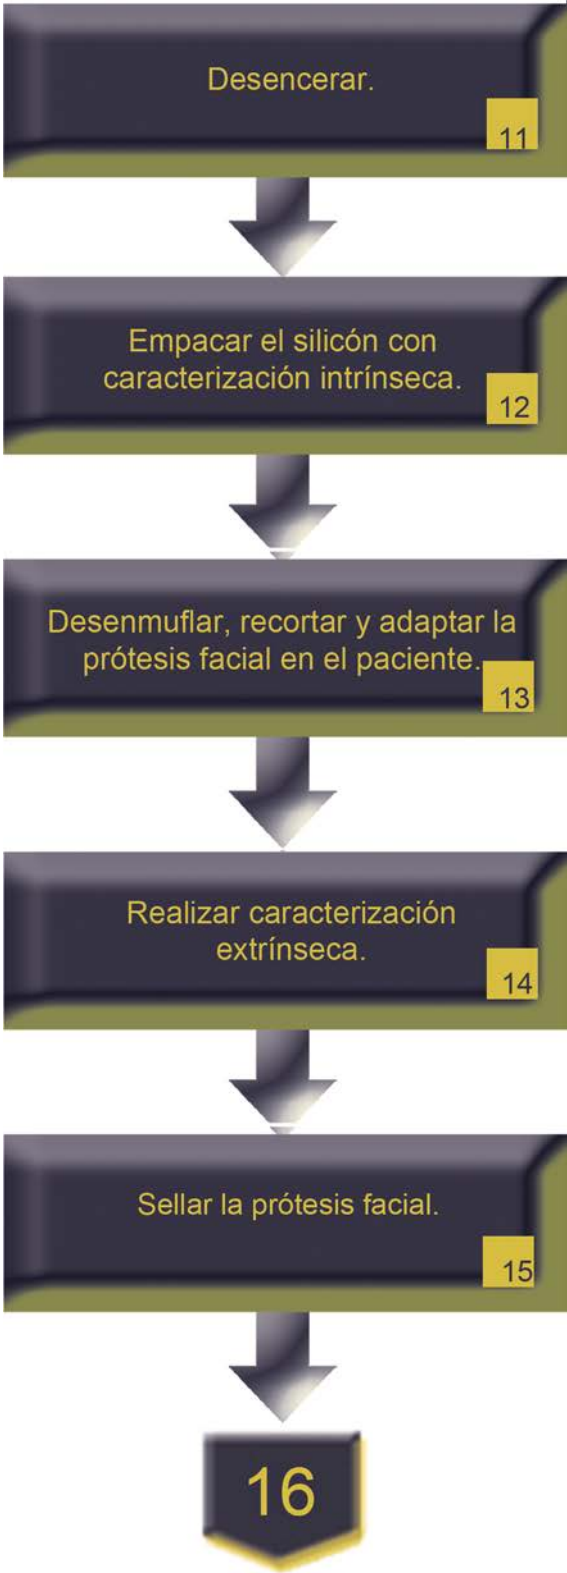 Desencerar.
11
Empacar el silicón con
caracterización intrínseca.
12
Desenmuflar, recortar y adaptar la
prótesis facial en el paciente.
13
Realizar caracterización
extrínseca.
14
Sellar la prótesis facial.
15
16